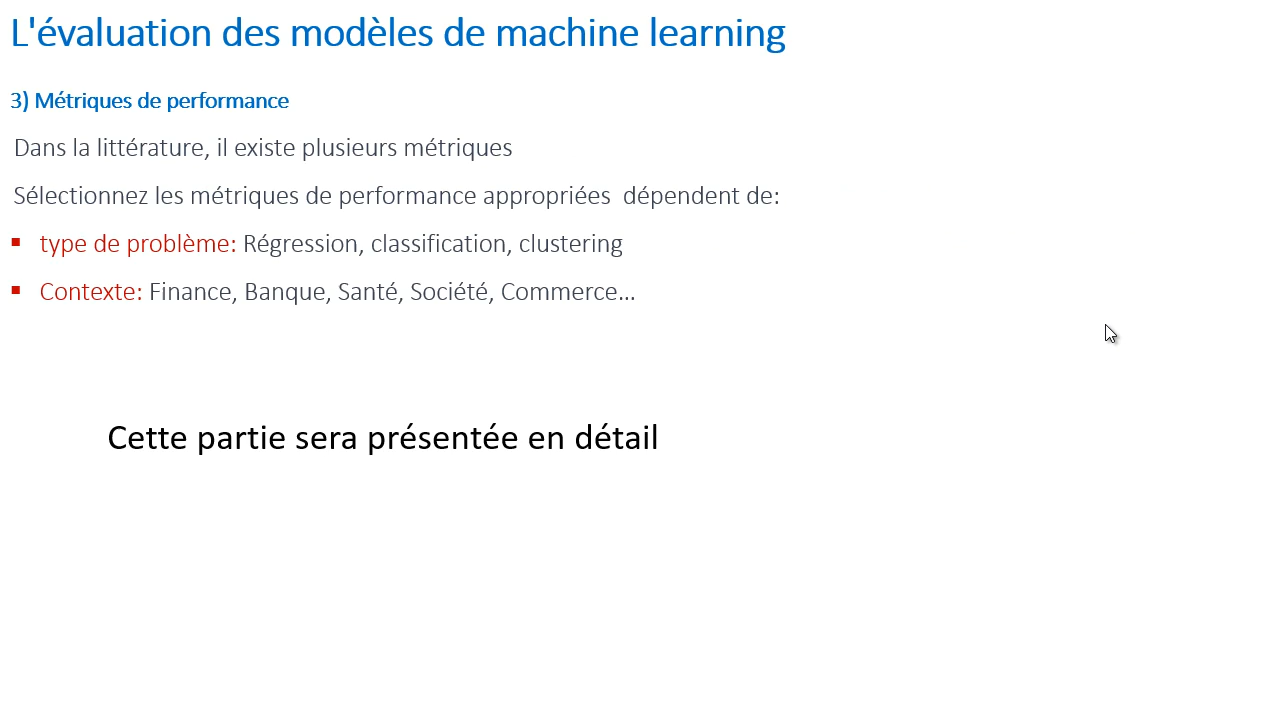 L'évaluation des modèles de machine learning
3) Métriques de performance
Dans la littérature, il existe plusieurs métriques
Sélectionnez les métriques de performance appropriées  dépendent de:
▪ type de problème: Régression, classification, clustering
▪ Contexte: Finance, Banque, Santé, Société, Commerce...
Cette partie sera présentée en détail